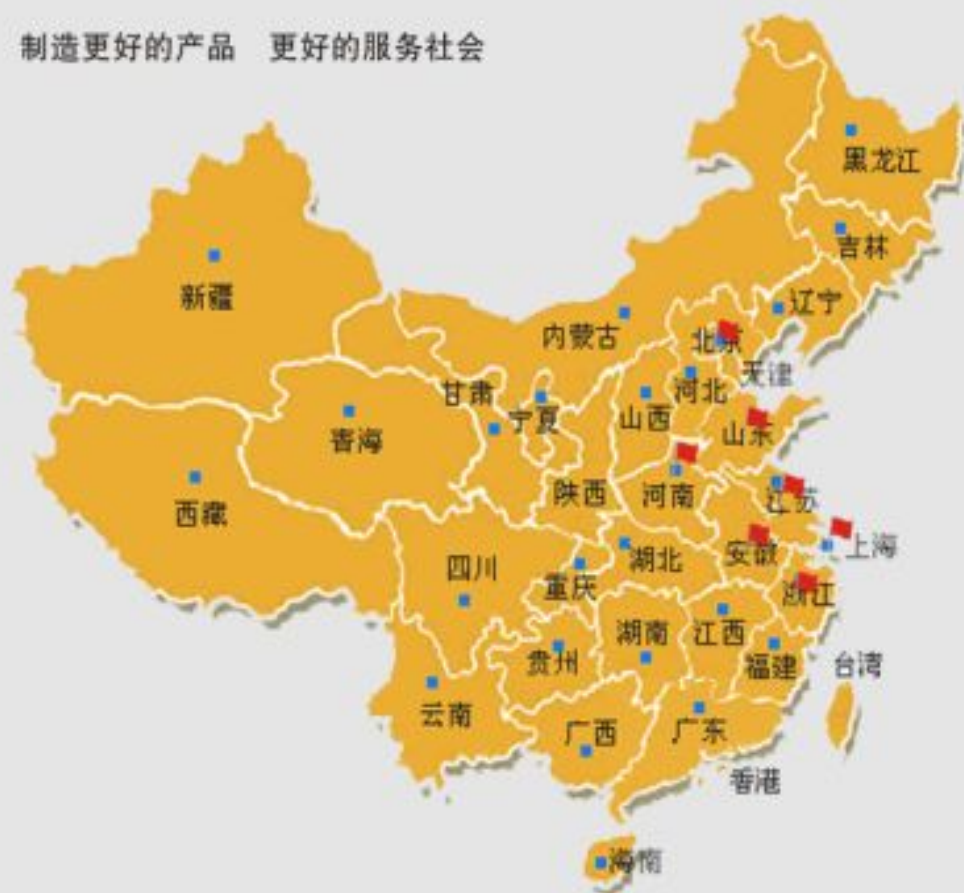 制造更好的产品 更好的服务社会
黑龙江
吉林
新疆
辽宁
内蒙古
北京
天津
甘肃
河北
宁夏
山西
青海
山东
陕西
河南
江苏
西藏
安徽
上海
湖北
四川
重庆
浙江
湖南
江西
贵州
福建
台湾
云南
广西
广东
香港
海南